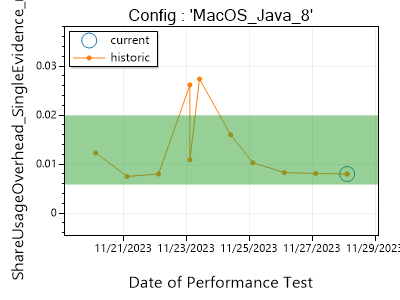 Config : 'MacOS_Java_8'
current
historic
0.03
0.02
0.01
0
11/21/2023
11/23/2023
11/25/2023
11/27/2023
11/29/2023
Date of Performance Test
ShareUsageOverhead_SingleEvidence_